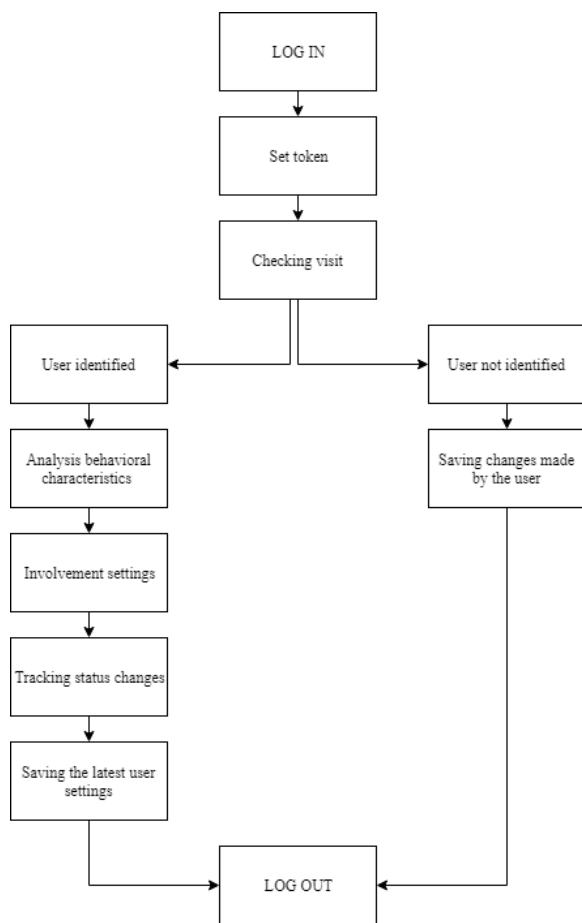 LOG IN
Set token
Checking visit
User identified
User not identified
Analysis behavioral
characteristics
Saving changes made
by the user
Involvement settings
Tracking status changes
Saving the latest user
settings
LOG OUT